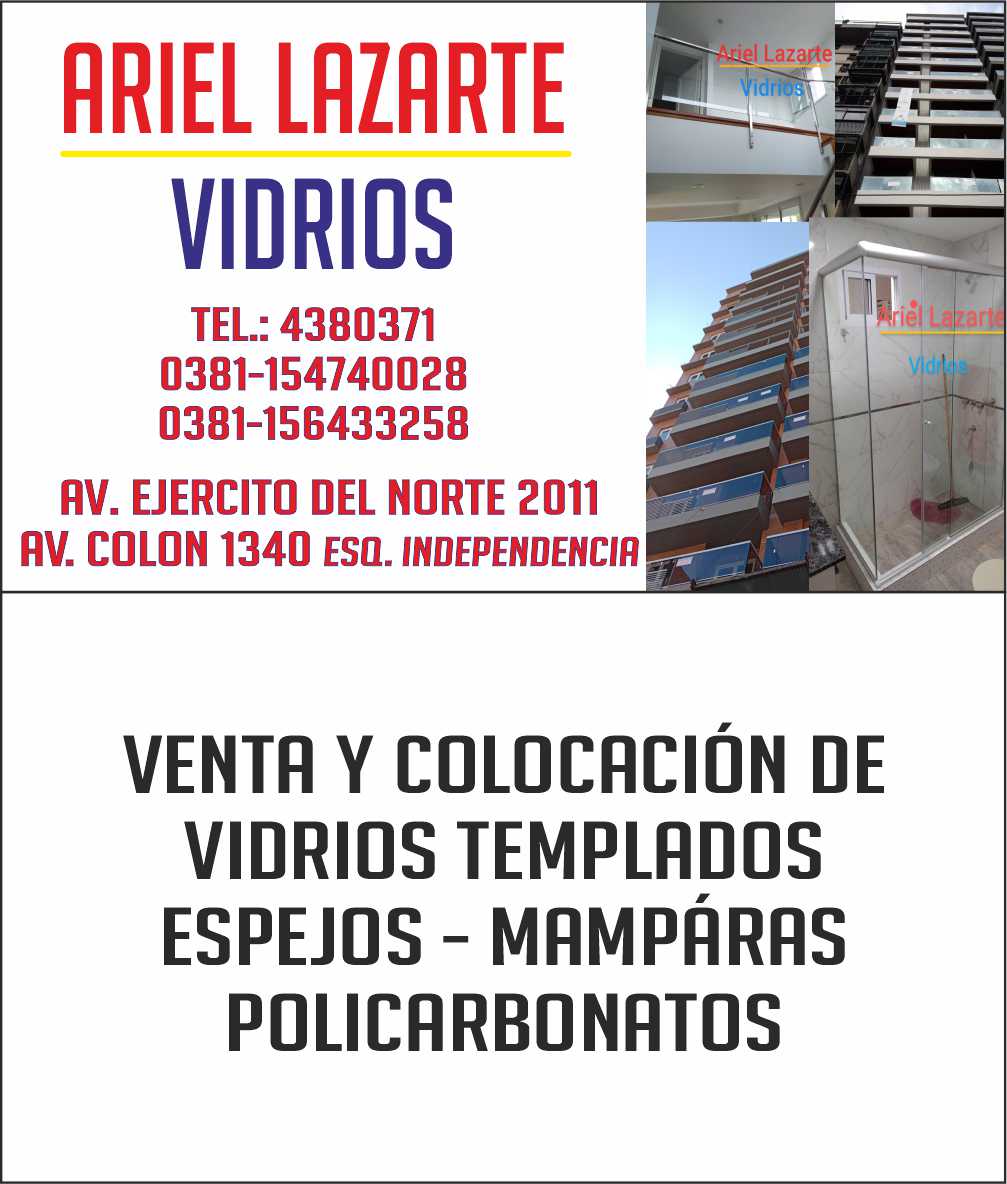 ARIEL LAZARTE
VIDRIOS
TEL.: 4380371
0381-154740028
0381-156433258
AV. EJERCITO DEL NORTE 2011
AV. COLON 1340 ESQ. INDEPENDENCIA
Ariel Lazarte
Vidrios
Ariel Lazarte
Vidrios
VENTA Y COLOCACIÓN DE
VIDRIOS TEMPLADOS
ESPEJOS - MAMPÁRAS
POLICARBONATOS